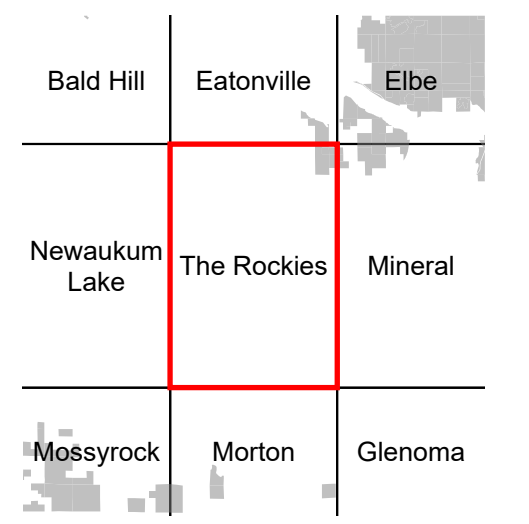 Bald Hill
Eatonville
Elbe
Newaukum
Lake
The Rockies
Mineral
Mossyrock
Morton
Glenoma